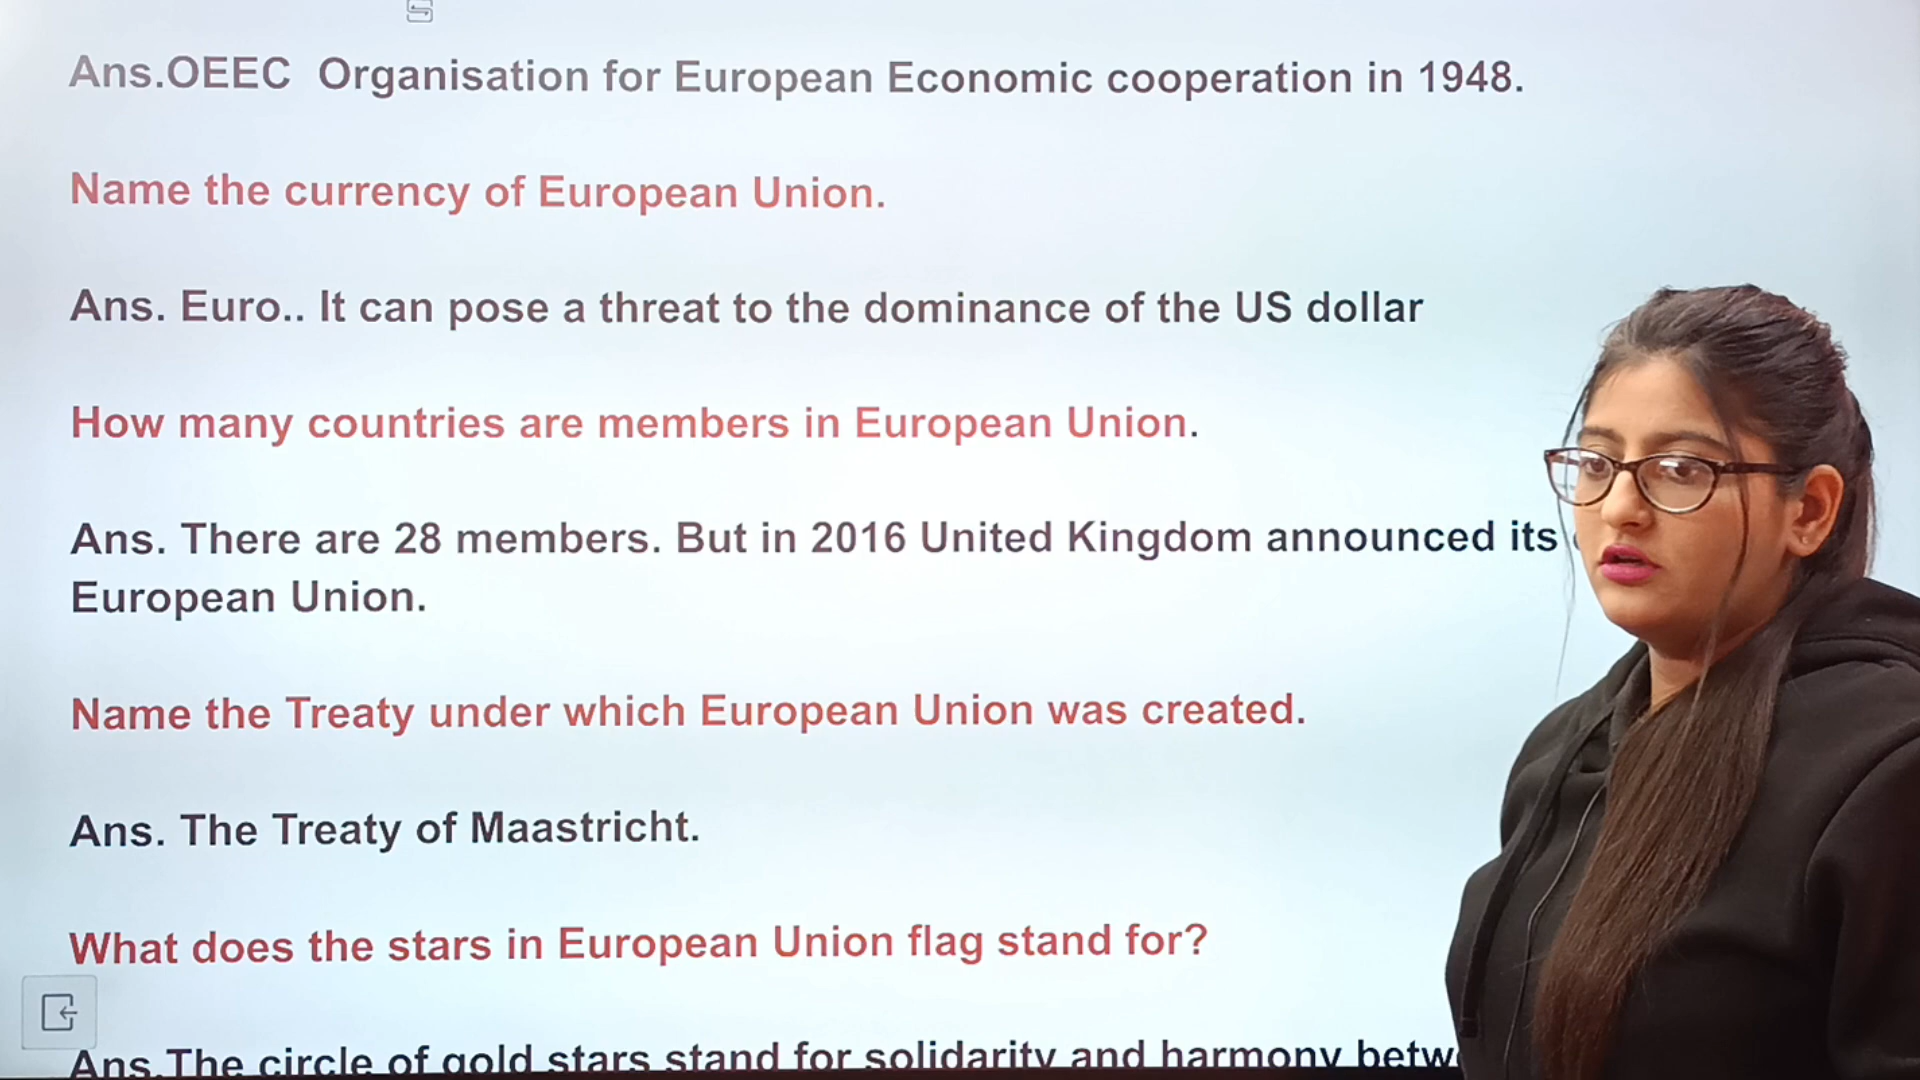 Ans.OEEC Organisation for European Economic cooperation in 1948.
Name the currency of European Union.
Ans. Euro.. It can pose a threat to the dominance of the US dollar
How many countries are members in European Union.
Ans. There are 28 members. But in 2016 United Kingdom announced its
European Union.
Name the Treaty under which European Union was created.
Ans. The Treaty of Maastricht.
What does the stars in European Union flag stand for?
Ans.The circle of gold stars stand for solidarity and harmony